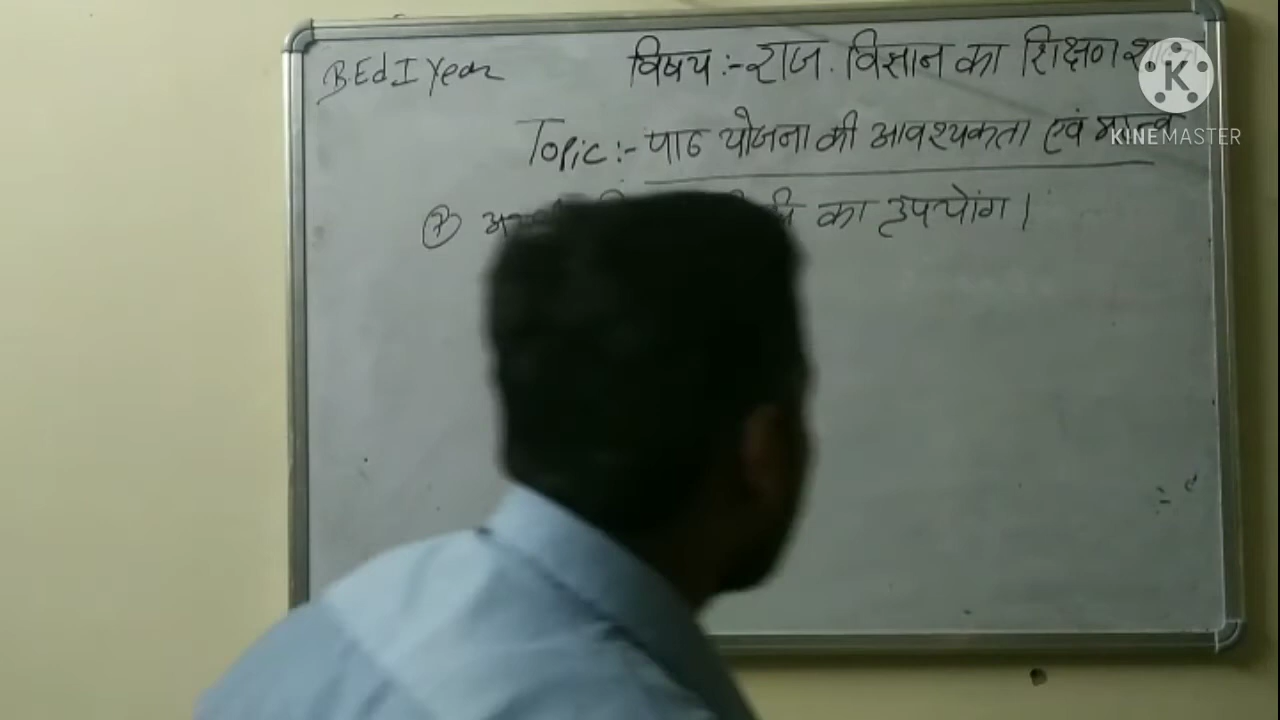 BEd I Year
विषय :- राज. विज्ञान का शिक्षण
Topic :- पाठ योजना की आवश्यकता एवं महत्व
का उपयोग।
K
KINEMASTER